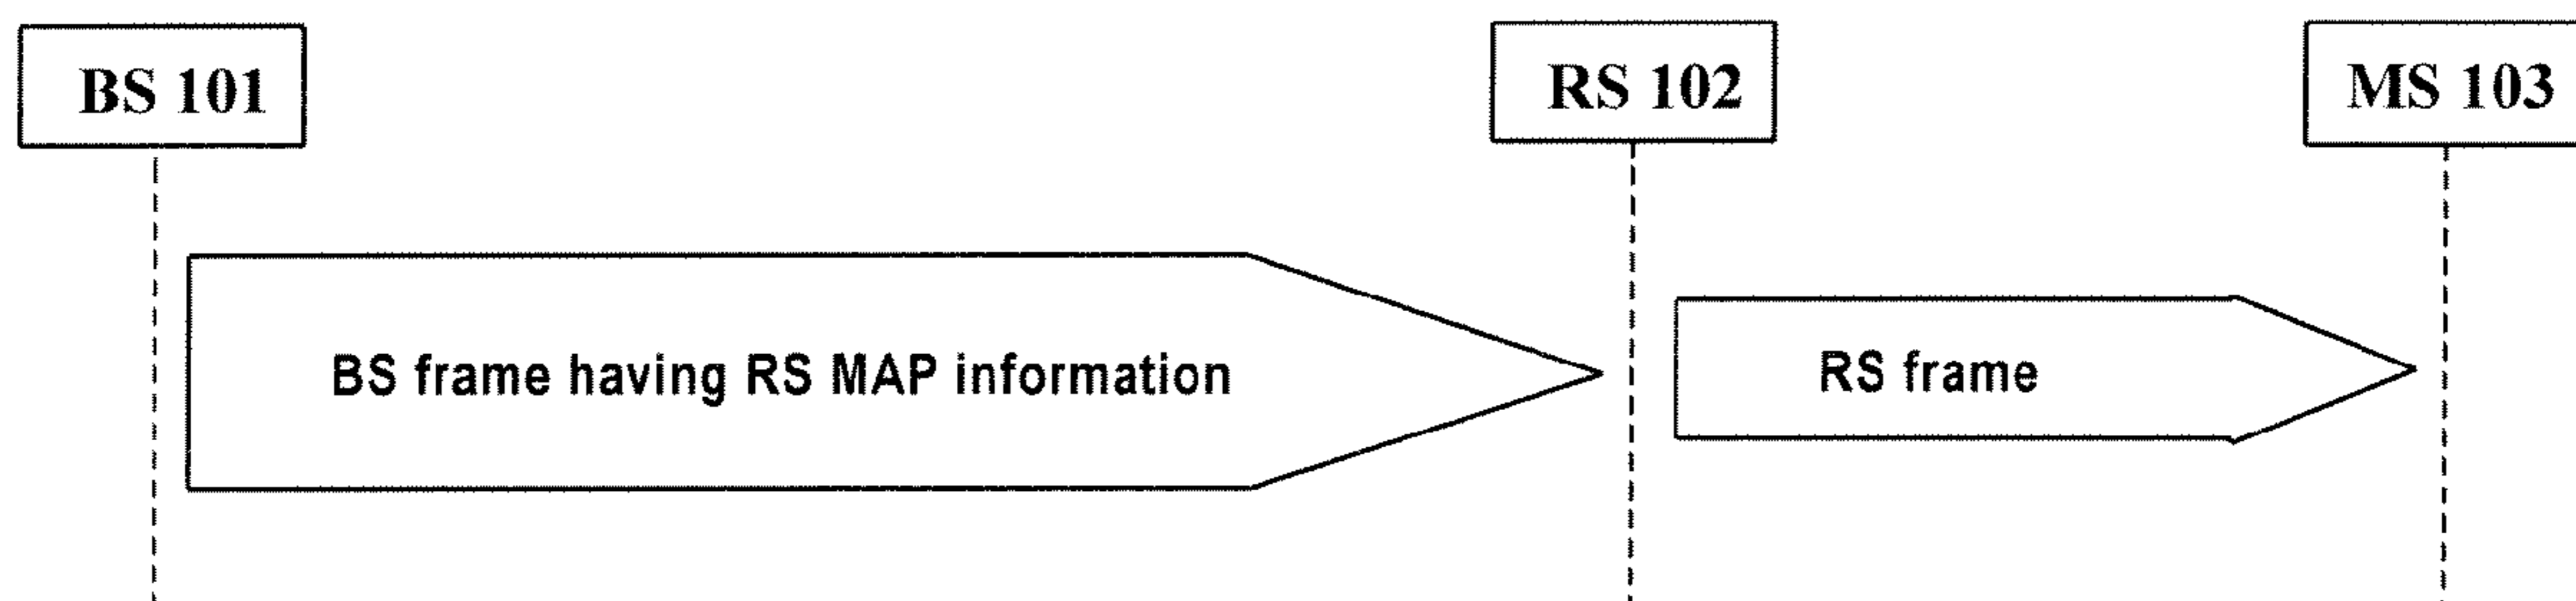 BS 101
RS 102
MS 103
BS frame having RS MAP information
RS frame